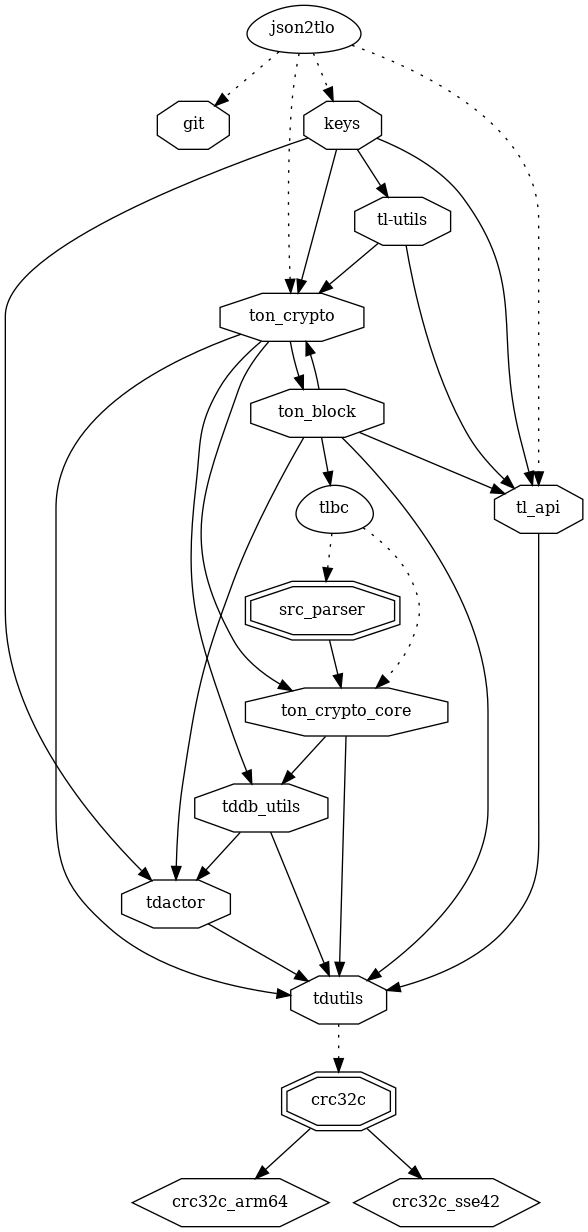 json2tlo
git
keys
tl-utils
ton_crypto
ton_block
tlbc
tl_api
src_parser
ton_crypto_core
tddb_utils
tdactor
tdutils
crc32c
crc32c_arm64
crc32c_sse42